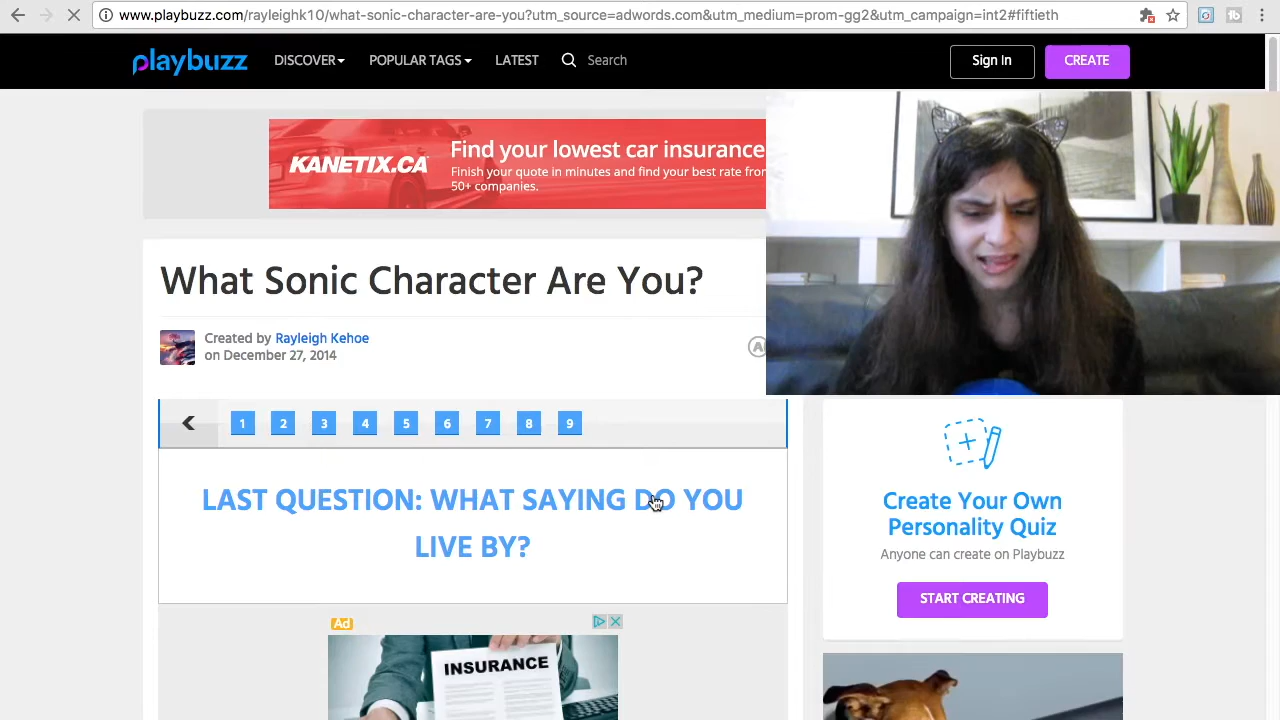 www.playbuzz.com/rayleighk10/what-sonic-character-are-you?utm_source=adwords.com&utm_medium=prom-gg2&utm_campaign=int2#fiftieth
playbuzz DISCOVER POPULAR TAGS LATEST Search Sign In CREATE
KANETIX.CA
Find your lowest car insurance
Finish your quote in minutes and find your best rate from
50+ companies.
What Sonic Character Are You?
Created by Rayleigh Kehoe
on December 27, 2014
1 2 3 4 5 6 7 8 9
LAST QUESTION: WHAT SAYING DO YOU
LIVE BY?
Ad
INSURANCE
Create Your Own
Personality Quiz
Anyone can create on Playbuzz
START CREATING